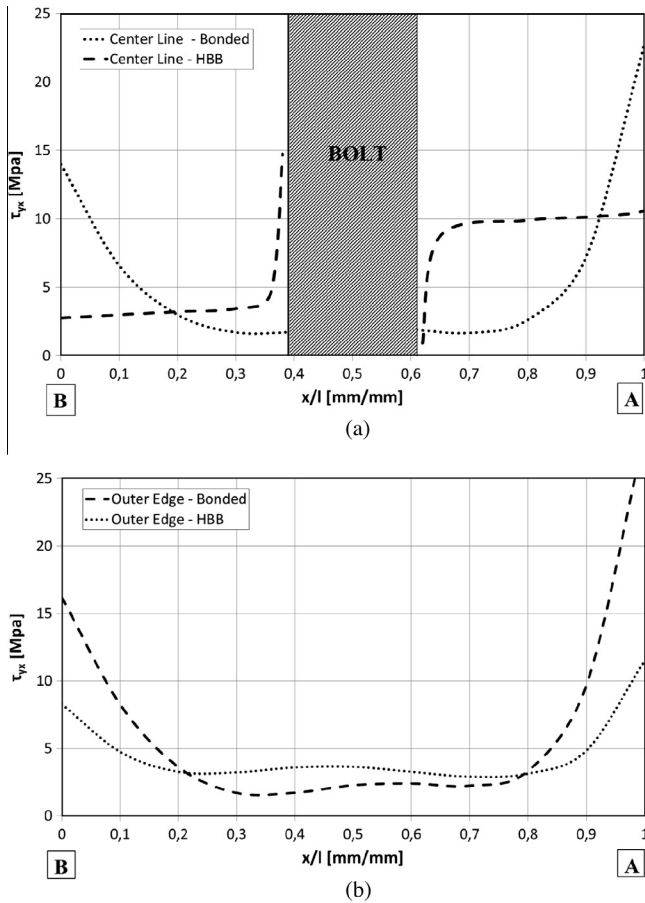 25
20
15
10
5
0
τyx [Mpa]
Center Line - Bonded
Center Line - HBB
BOLT
0 0,1 0,2 0,3 0,4 0,5 0,6 0,7 0,8 0,9 1
B
x/l [mm/mm]
A
(a)
25
20
15
10
5
0
τyx [Mpa]
Outer Edge - Bonded
Outer Edge - HBB
0 0,1 0,2 0,3 0,4 0,5 0,6 0,7 0,8 0,9 1
B
x/l [mm/mm]
A
(b)